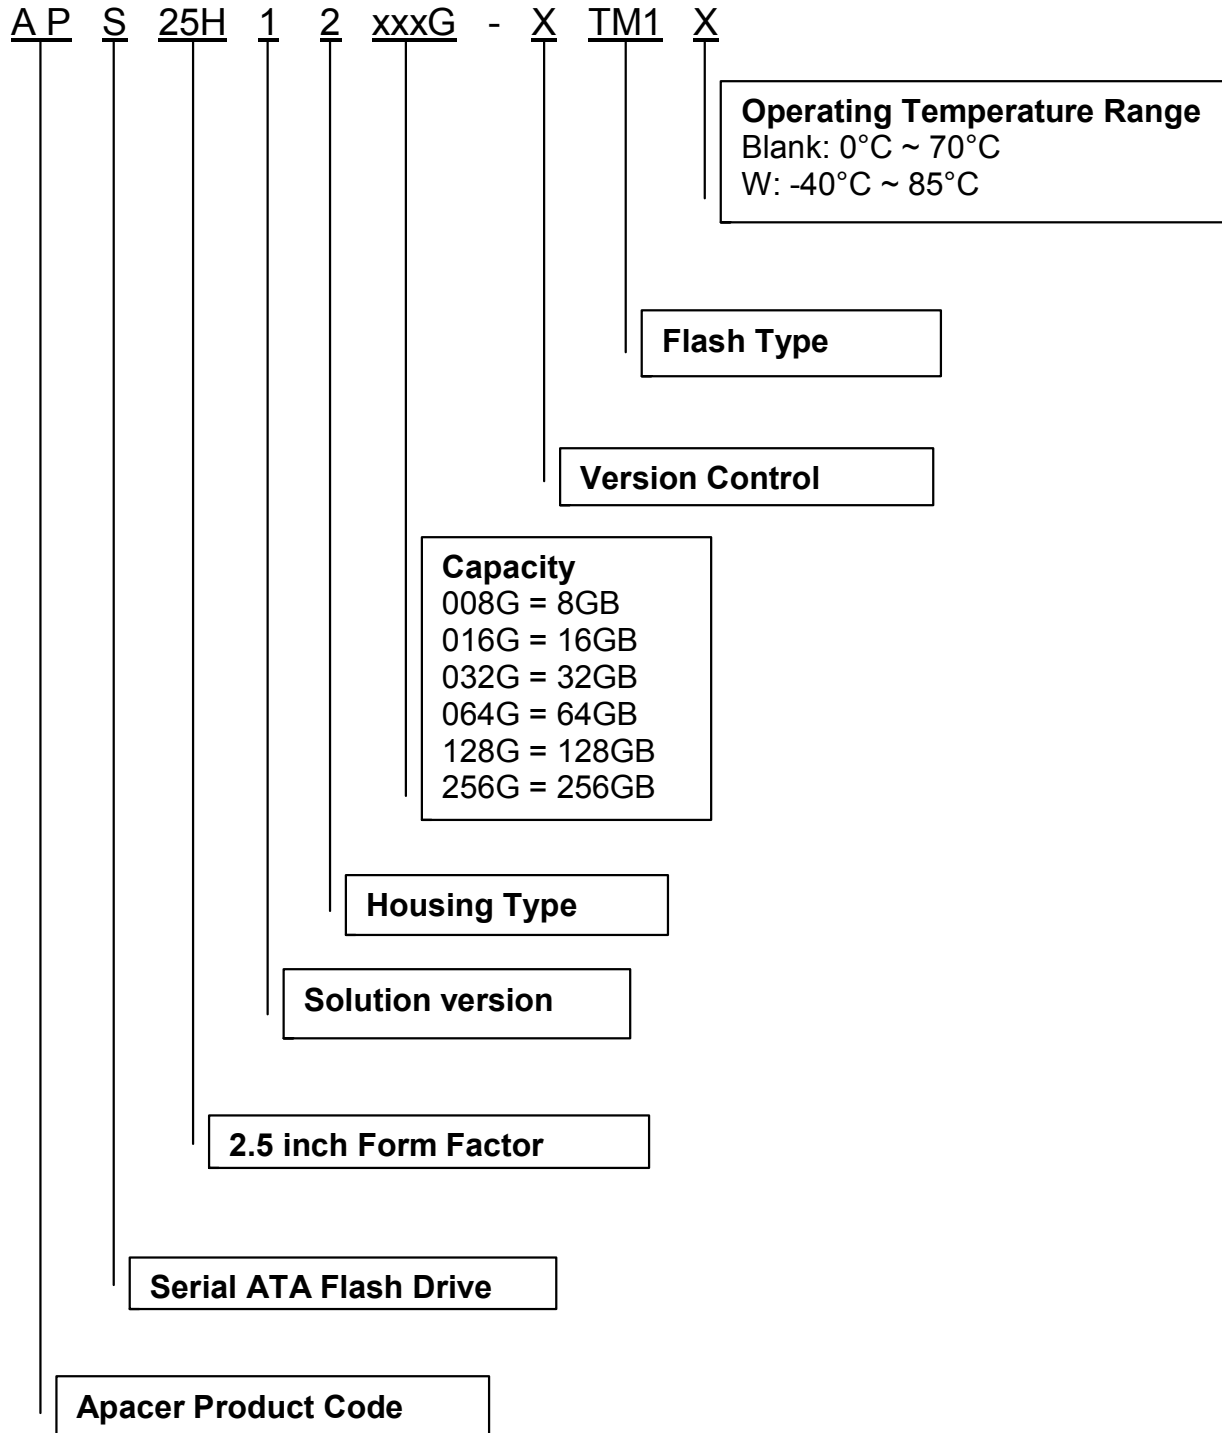 A P S 25H 1 2 xxxG - X TM1 X
Operating Temperature Range
Blank: 0°C ~ 70°C
W: -40°C ~ 85°C
Flash Type
Version Control
Capacity
008G = 8GB
016G = 16GB
032G = 32GB
064G = 64GB
128G = 128GB
256G = 256GB
Housing Type
Solution version
2.5 inch Form Factor
Serial ATA Flash Drive
Apacer Product Code